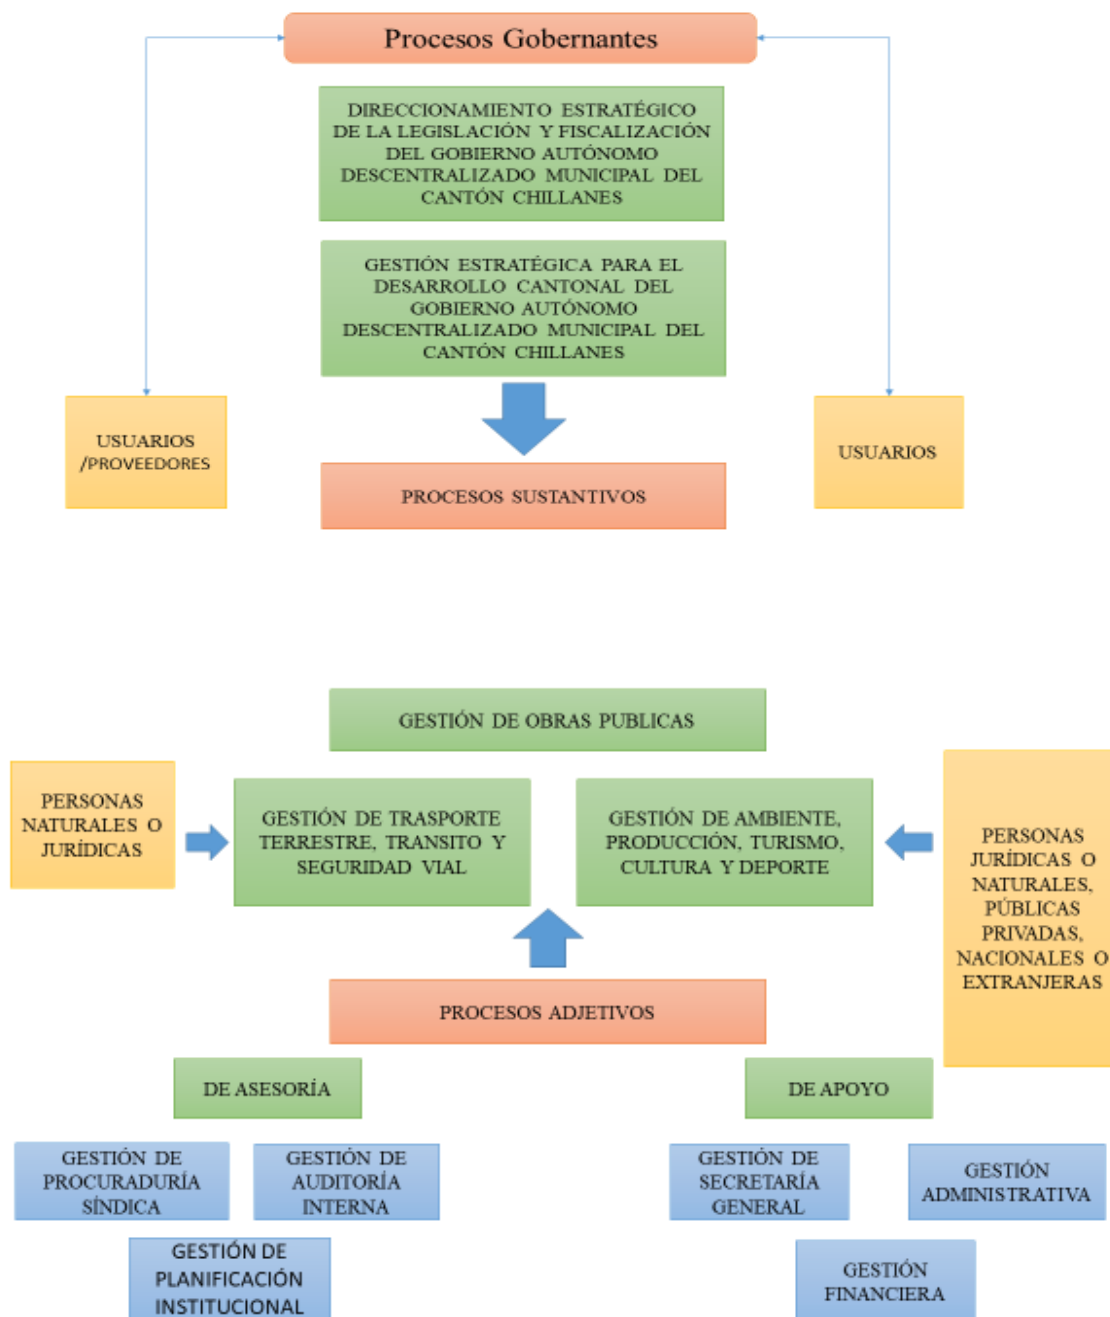 Procesos Gobernantes
DIRECCIONAMIENTO ESTRATÉGICO
DE LA LEGISLACIÓN Y FISCALIZACIÓN
DEL GOBIERNO AUTÓNOMO
DESCENTRALIZADO MUNICIPAL DEL
CANTÓN CHILLANES
GESTIÓN ESTRATÉGICA PARA EL
DESARROLLO CANTONAL DEL
GOBIERNO AUTÓNOMO
DESCENTRALIZADO MUNICIPAL DEL
CANTÓN CHILLANES
USUARIOS
/PROVEEDORES
USUARIOS
PROCESOS SUSTANTIVOS
GESTIÓN DE OBRAS PUBLICAS
PERSONAS
NATURALES O
JURÍDICAS
GESTIÓN DE TRASPORTE
TERRESTRE, TRANSITO Y
SEGURIDAD VIAL
GESTIÓN DE AMBIENTE,
PRODUCCIÓN, TURISMO,
CULTURA Y DEPORTE
PERSONAS
JURÍDICAS O
NATURALES,
PÚBLICAS
PRIVADAS,
NACIONALES O
EXTRANJERAS
PROCESOS ADJETIVOS
DE ASESORÍA
DE APOYO
GESTIÓN DE
PROCURADURÍA
SÍNDICA
GESTIÓN DE
AUDITORÍA
INTERNA
GESTIÓN DE
SECRETARÍA
GENERAL
GESTIÓN
ADMINISTRATIVA
GESTIÓN DE
PLANIFICACIÓN
INSTITUCIONAL
GESTIÓN
FINANCIERA